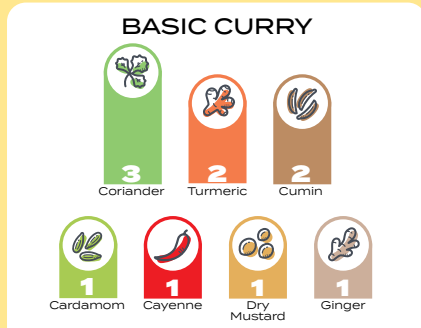 BASIC CURRY
3 2 2
Coriander Turmeric Cumin
1 1 1 1
Cardamom Cayenne Dry Mustard Ginger